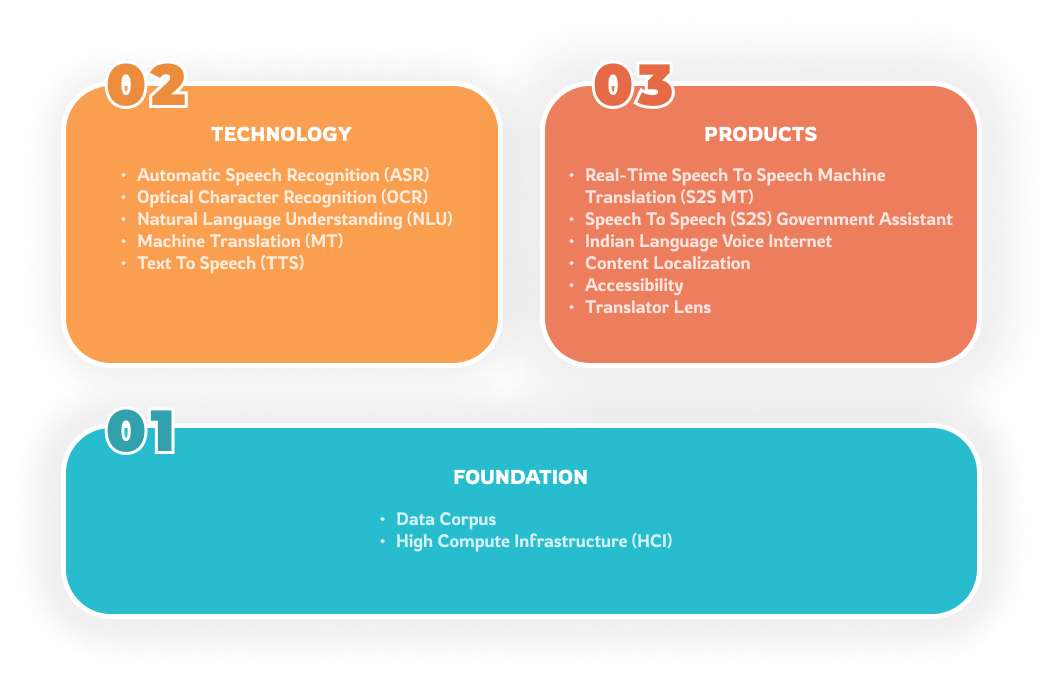 02
TECHNOLOGY
• Automatic Speech Recognition (ASR)
• Optical Character Recognition (OCR)
• Natural Language Understanding (NLU)
• Machine Translation (MT)
• Text To Speech (TTS)
03
PRODUCTS
• Real-Time Speech To Speech Machine
Translation (S2S MT)
• Speech To Speech (S2S) Government Assistant
• Indian Language Voice Internet
• Content Localization
• Accessibility
• Translator Lens
01
FOUNDATION
• Data Corpus
• High Compute Infrastructure (HCI)